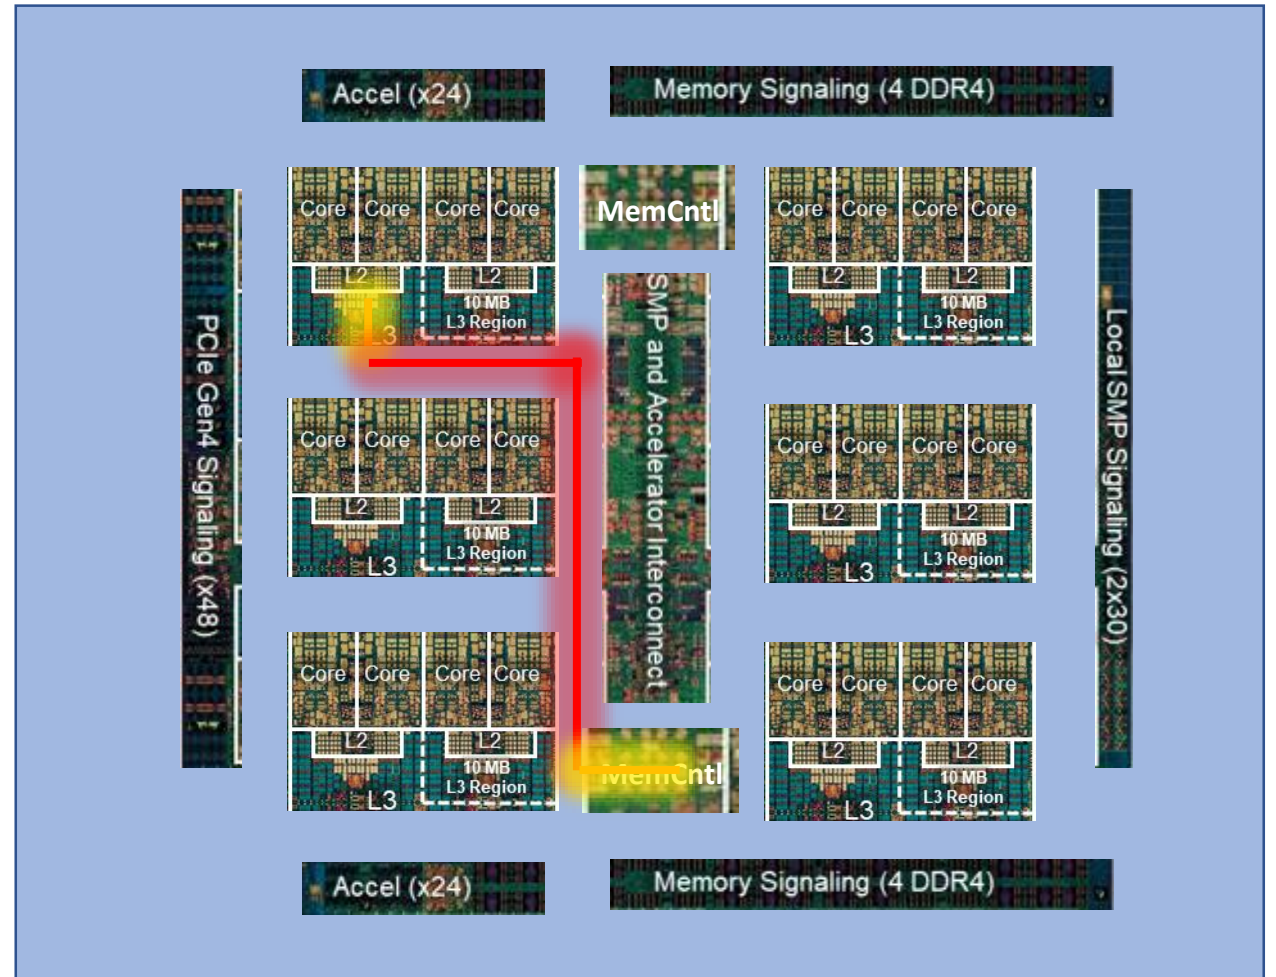 Accel (x24)
Memory Signaling (4 DDR4)
Core Core Core Core
L2 L2
10 MB
L3 Region
L3
MemCntl
Core Core Core Core
L2 L2
10 MB
L3 Region
L3
PCIe Gen4 Signaling (x48)
SMP and Accelerator Interconnect
Local SMP Signaling (2x30)
Core Core Core Core
L2 L2
10 MB
L3 Region
L3
Core Core Core Core
L2 L2
10 MB
L3 Region
L3
Core Core Core Core
L2 L2
10 MB
L3 Region
L3
MemCntl
Core Core Core Core
L2 L2
10 MB
L3 Region
L3
Accel (x24)
Memory Signaling (4 DDR4)